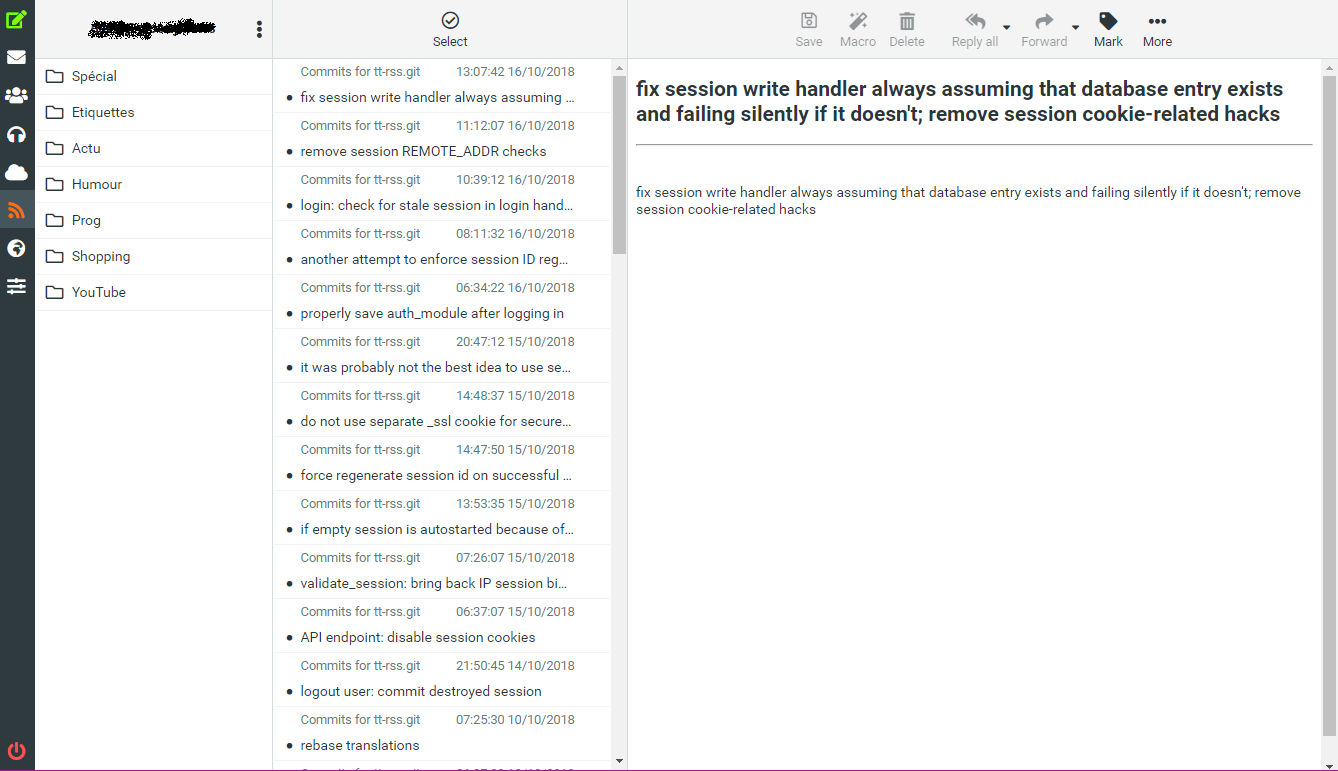 Select
Save
Macro
Delete
Reply all
Forward
Mark
More
Spécial
Etiquettes
Actu
Humour
Prog
Shopping
YouTube
Commits for tt-rss.git 13:07:42 16/10/2018
fix session write handler always assuming ...
Commits for tt-rss.git 11:12:07 16/10/2018
remove session REMOTE_ADDR checks
Commits for tt-rss.git 10:39:12 16/10/2018
login: check for stale session in login hand...
Commits for tt-rss.git 08:11:32 16/10/2018
another attempt to enforce session ID reg...
Commits for tt-rss.git 06:34:22 16/10/2018
properly save auth_module after logging in
Commits for tt-rss.git 20:47:12 15/10/2018
it was probably not the best idea to use se...
Commits for tt-rss.git 14:48:37 15/10/2018
do not use separate _ssl cookie for secure...
Commits for tt-rss.git 14:47:50 15/10/2018
force regenerate session id on successful ...
Commits for tt-rss.git 13:53:35 15/10/2018
if empty session is autostarted because of...
Commits for tt-rss.git 07:26:07 15/10/2018
validate_session: bring back IP session bi...
Commits for tt-rss.git 06:37:07 15/10/2018
API endpoint: disable session cookies
Commits for tt-rss.git 21:50:45 14/10/2018
logout user: commit destroyed session
Commits for tt-rss.git 07:25:30 10/10/2018
rebase translations
fix session write handler always assuming that database entry exists
and failing silently if it doesn't; remove session cookie-related hacks
fix session write handler always assuming that database entry exists and failing silently if it doesn't; remove
session cookie-related hacks